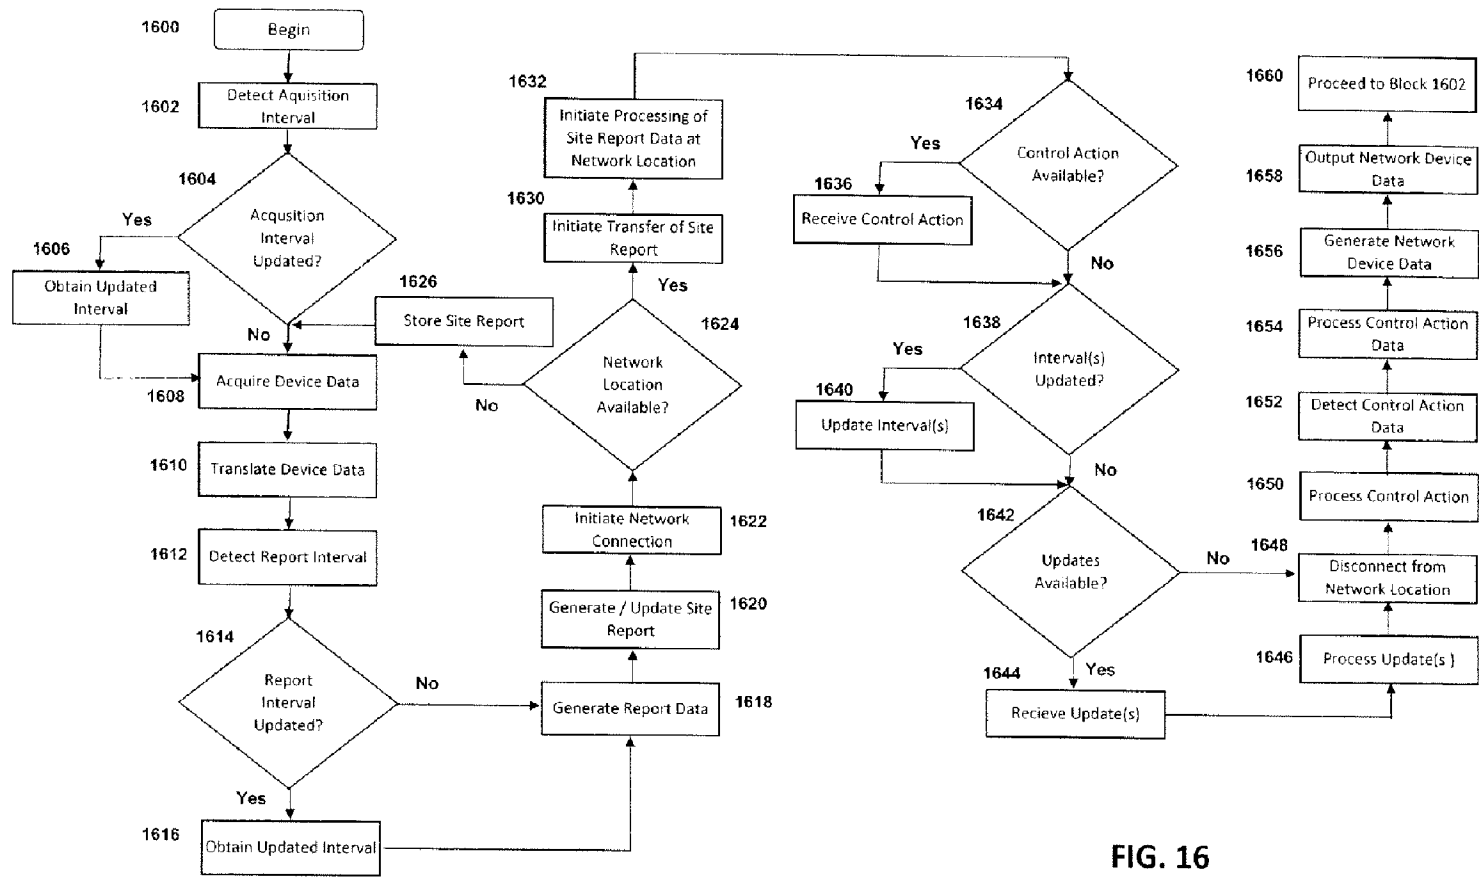 1600
Begin
1602
Detect Aquisition
Interval
1604
Acqusition
Interval
Updated?
Yes
No
1606
Obtain Updated
Interval
1608
Acquire Device Data
1610
Translate Device Data
1612
Detect Report Interval
1614
Report
Interval
Updated?
No
Yes
1616
Obtain Updated Interval
1618
Generate Report Data
1620
Generate / Update Site
Report
1622
Initiate Network
Connection
1624
Network
Location
Available?
No
Yes
1626
Store Site Report
1630
Initiate Transfer of Site
Report
1632
Initiate Processing of
Site Report Data at
Network Location
1634
Control Action
Available?
Yes
No
1636
Receive Control Action
1638
Interval(s)
Updated?
Yes
No
1640
Update Interval(s)
1642
Updates
Available?
No
Yes
1644
Recieve Update(s)
1646
Process Update(s )
1648
Disconnect from
Network Location
1650
Process Control Action
1652
Detect Control Action
Data
1654
Process Control Action
Data
1656
Generate Network
Device Data
1658
Output Network Device
Data
1660
Proceed to Block 1602
FIG. 16